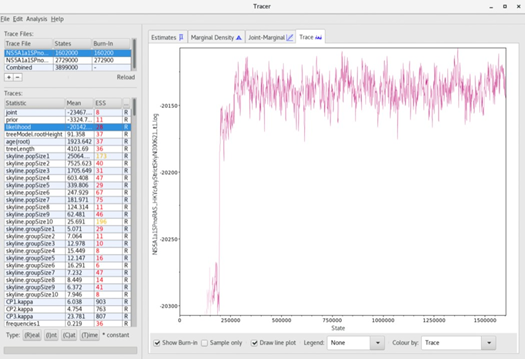 Tracer
File Edit Analysis Help
Trace Files:
Trace File States Burn-In
1602000 160200
2729000 272900
Combined 3899000 -
+ - Reload
Traces:
Statistic Mean ESS ...
joint -23467... 8
prior -3324.7... 11 R
likelihood -20142... R
treeModel.rootHeight 91.358 37 R
age(root) 1923.642 37 R
treeLength 4101.69 36 R
skyline.popSize1 25064... 173 R
skyline.popSize2 7525.623 40 R
skyline.popSize3 1705.649 31 R
skyline.popSize4 603.408 47 R
skyline.popSize5 339.806 29 R
skyline.popSize6 247.929 67 R
skyline.popSize7 181.971 75 R
skyline.popSize8 124.314 11 R
skyline.popSize9 62.481 46 R
skyline.popSize10 25.691 R
skyline.groupSize1 5.071 29 R
skyline.groupSize2 7.064 11 R
skyline.groupSize3 12.978 10 R
skyline.groupSize4 15.449 8 R
skyline.groupSize5 12.147 16 R
skyline.groupSize6 16.291 6 R
skyline.groupSize7 7.232 47 R
skyline.groupSize8 8.449 14 R
skyline.groupSize9 6.372 41 R
skyline.groupSize10 7.946 8 R
CP1.kappa 6.038 903 R
CP2.kappa 4.754 763 R
CP3.kappa 23.781 807 R
frequencies1 0.219 36 R
Type: (R)eal (I)nt (C)at (T)ime * constant
Estimates Marginal Density Joint-Marginal Trace
-20150
-20200
-20250
-20300
0 250000 500000 750000 1000000 1250000 1500000
State
Show Burn-in Sample only Draw line plot Legend: None Colour by: Trace